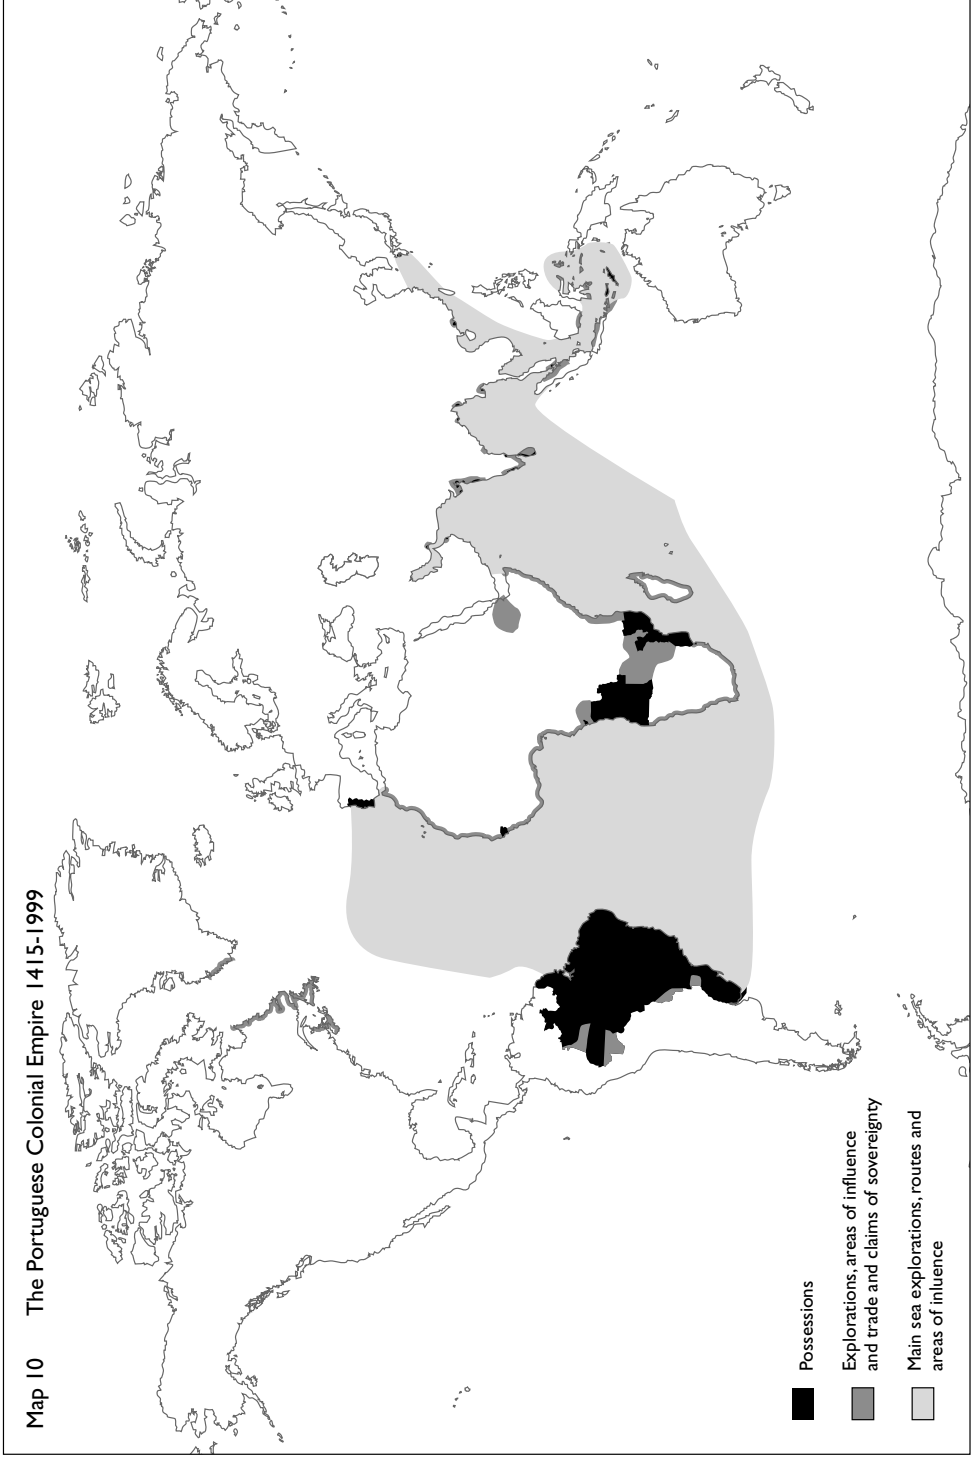 Map 10 The Portuguese Colonial Empire 1415-1999
Possessions
Explorations, areas of influence
and trade and claims of sovereignty
Main sea explorations, routes and
areas of inluence